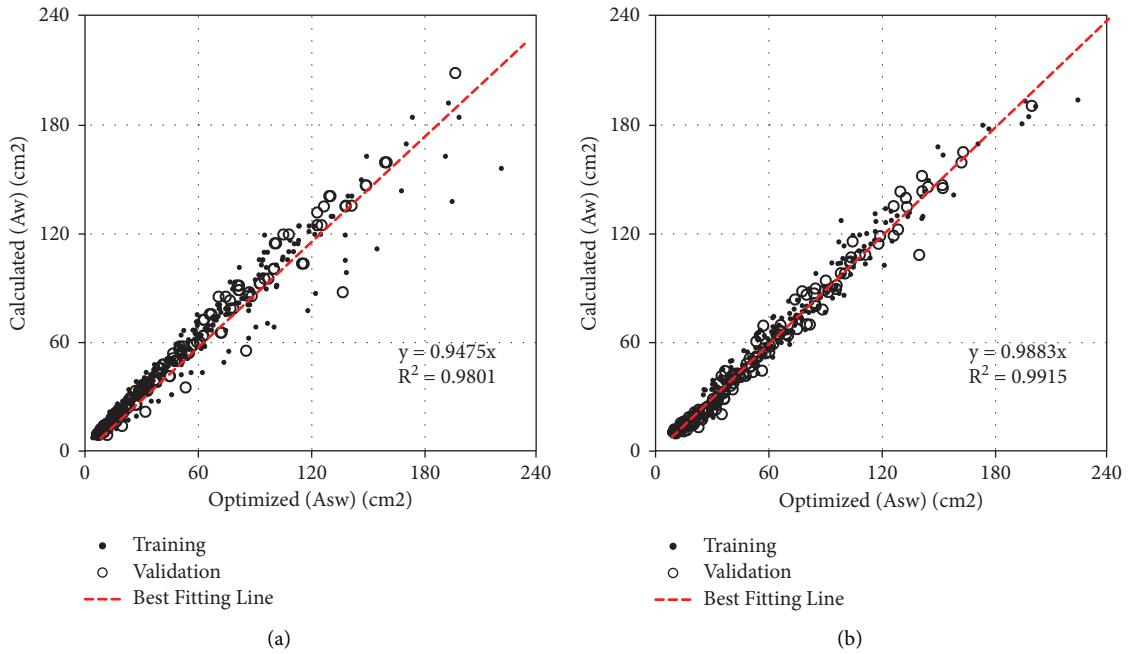 240
180
120
60
0
Calculated (Aw) (cm2)
y = 0.9475x
R² = 0.9801
0 60 120 180 240
Optimized (Asw) (cm2)
Training
Validation
Best Fitting Line
(a)
240
180
120
60
0
Calculated (Aw) (cm2)
y = 0.9883x
R² = 0.9915
0 60 120 180 240
Optimized (Asw) (cm2)
Training
Validation
Best Fitting Line
(b)